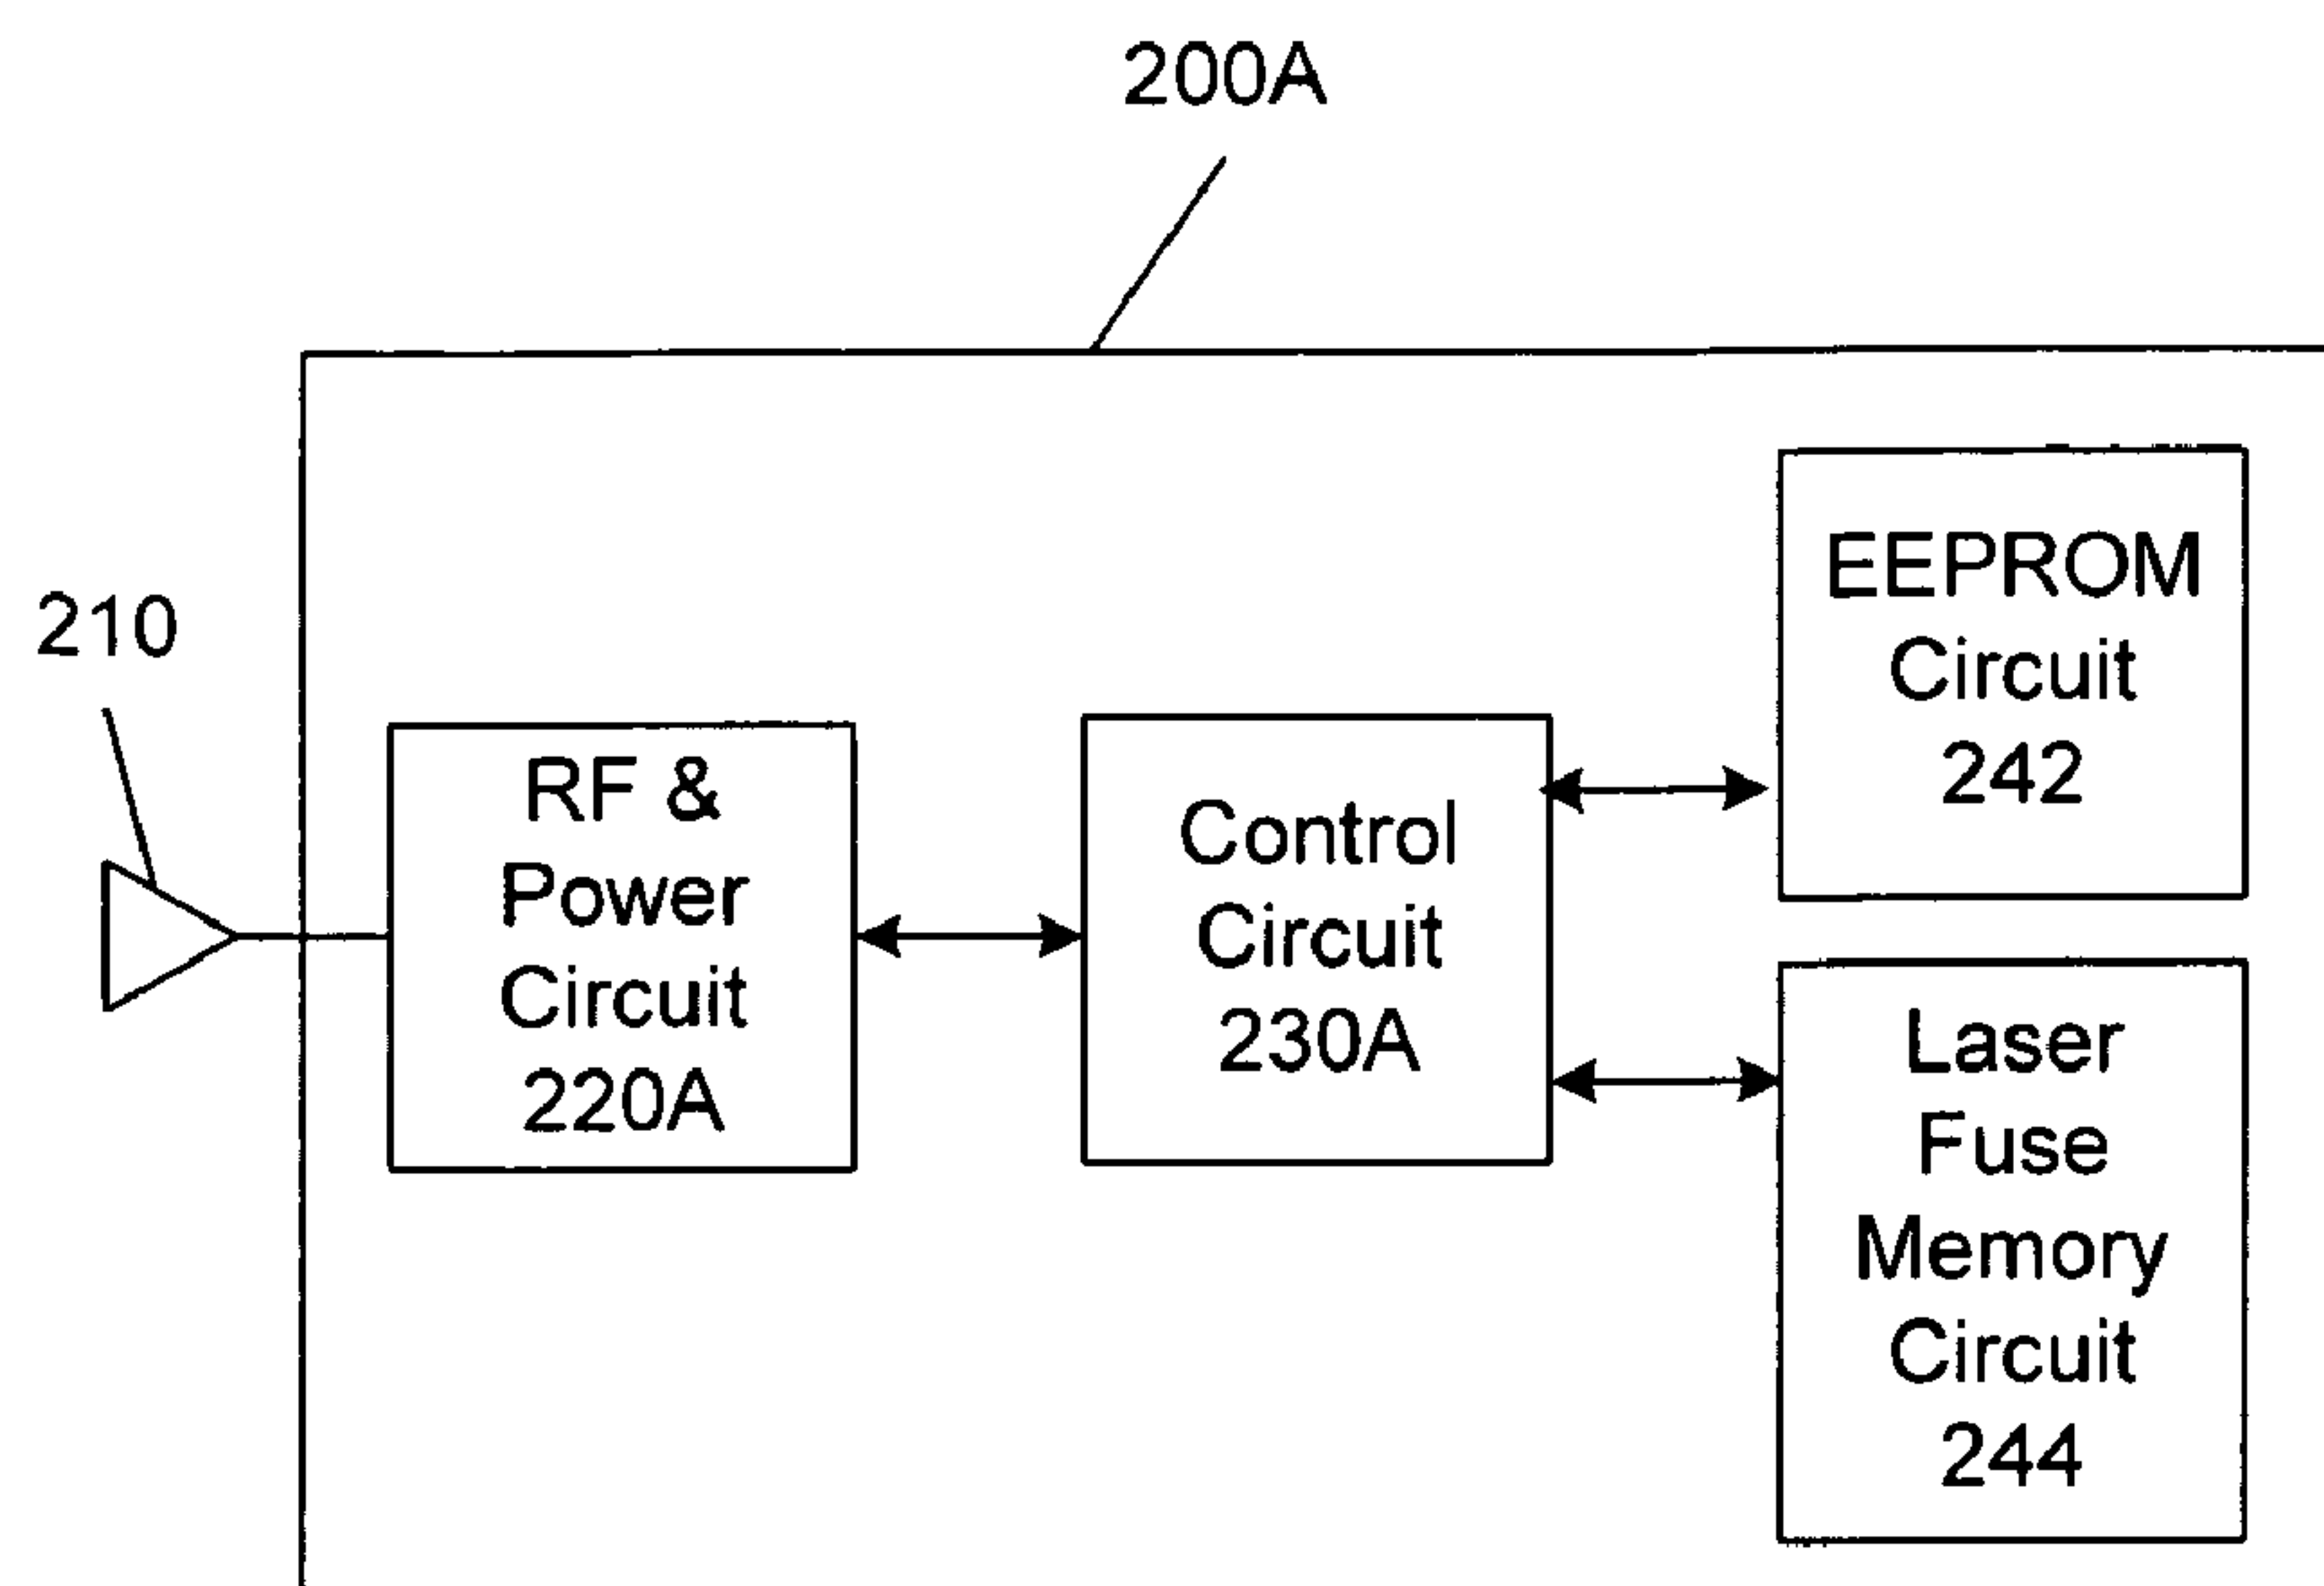 200A
210
RF &
Power
Circuit
220A
Control
Circuit
230A
EEPROM
Circuit
242
Laser
Fuse
Memory
Circuit
244